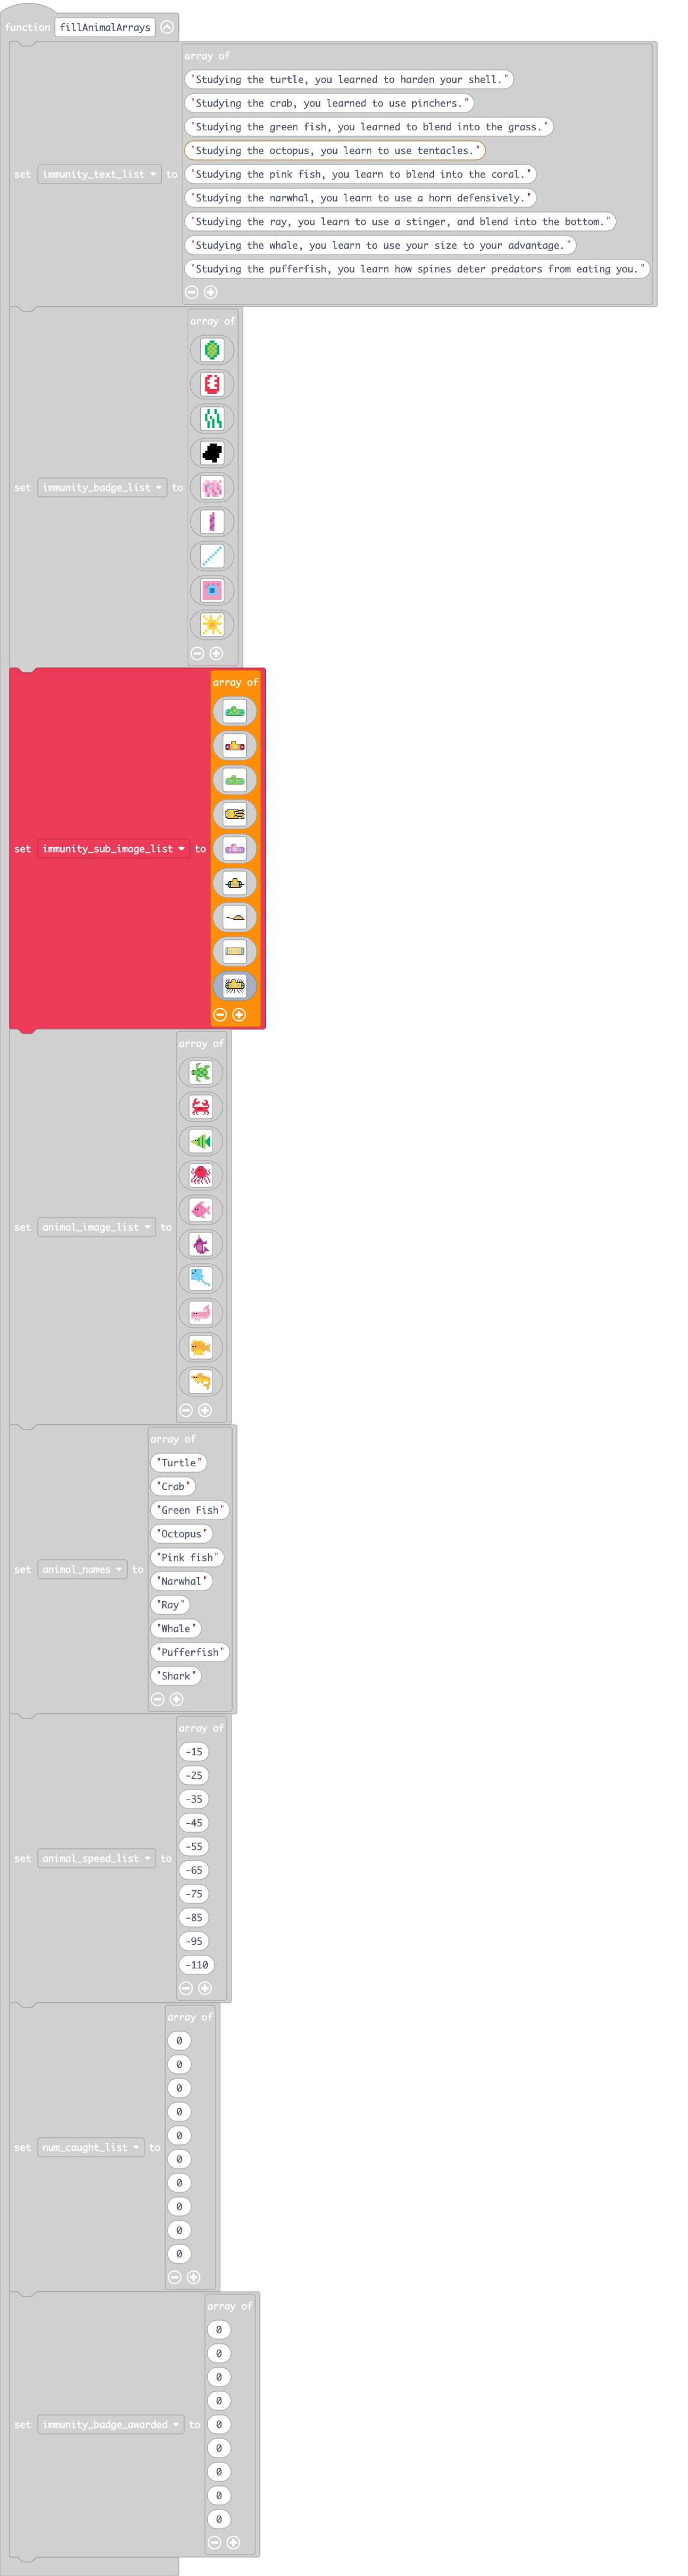 function fillAnimalArrays
array of
"Studying the turtle, you learned to harden your shell."
"Studying the crab, you learned to use pinchers."
"Studying the green fish, you learned to blend into the grass."
"Studying the octopus, you learn to use tentacles."
set immunity_text_list to
"Studying the pink fish, you learn to blend into the coral."
"Studying the narwhal, you learn to use a horn defensively."
"Studying the ray, you learn to use a stinger, and blend into the bottom."
"Studying the whale, you learn to use your size to your advantage."
"Studying the pufferfish, you learn how spines deter predators from eating you."
array of
set immunity_badge_list to
array of
set immunity_sub_image_list to
array of
set animal_image_list to
array of
"Turtle"
"Crab"
"Green Fish"
"Octopus"
"Pink fish"
set animal_names to
"Narwhal"
"Ray"
"Whale"
"Pufferfish"
"Shark"
array of
-15
-25
-35
-45
-55
set animal_speed_list to
-65
-75
-85
-95
-110
array of
0
0
0
0
0
set num_caught_list to
0
0
0
0
0
array of
0
0
0
0
set immunity_badge_awarded to
0
0
0
0
0